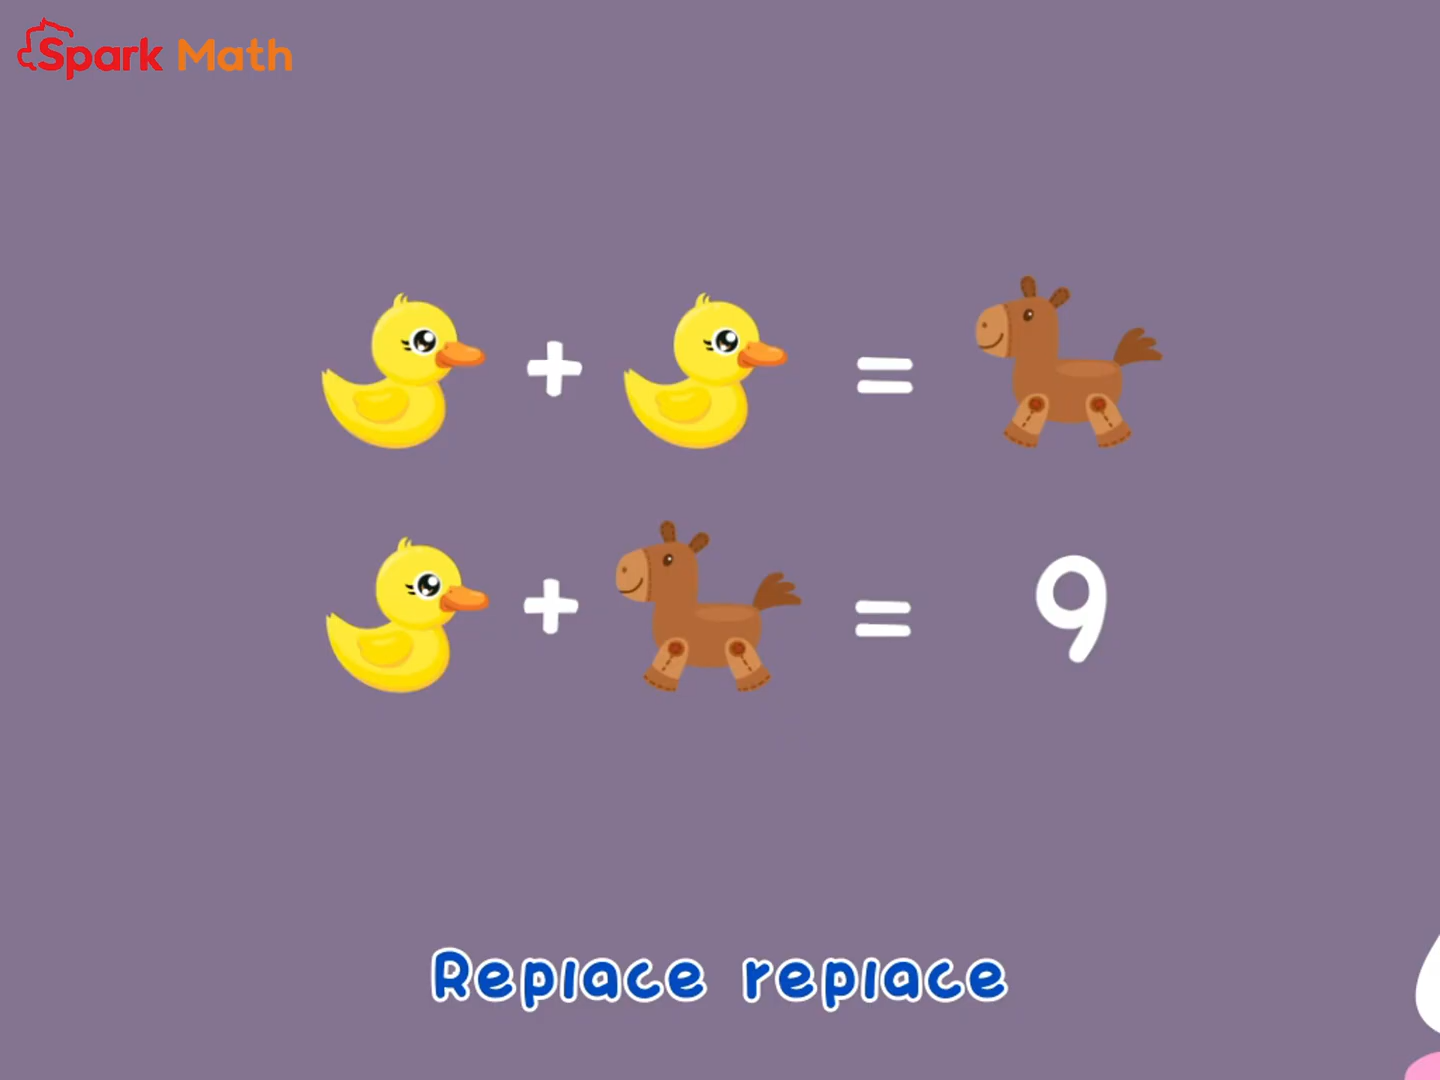 Spark Math
+ =
+ = 9
Replace replace